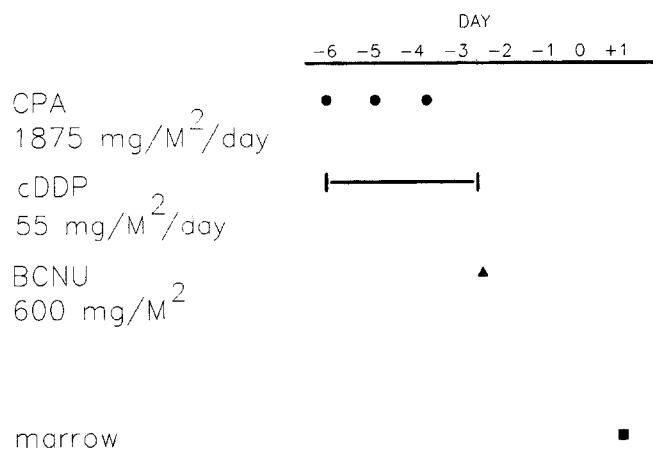 DAY
-6 -5 -4 -3 -2 -1 0 +1
CPA
1875 mg/M²/day
cDDP
55 mg/M²/day
BCNU
600 mg/M²
marrow